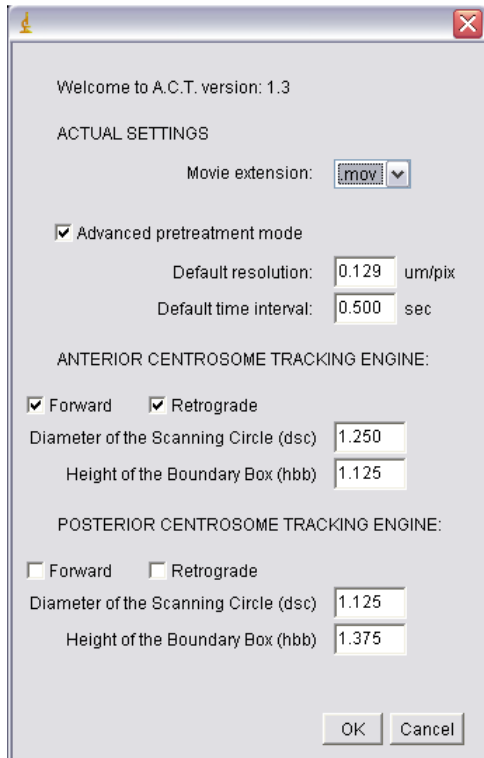 Welcome to A.C.T. version: 1.3
ACTUAL SETTINGS
Movie extension: .mov
Advanced pretreatment mode
Default resolution: 0.129 um/pix
Default time interval: 0.500 sec
ANTERIOR CENTROSOME TRACKING ENGINE:
Forward Retrograde
Diameter of the Scanning Circle (dsc) 1.250
Height of the Boundary Box (hbb) 1.125
POSTERIOR CENTROSOME TRACKING ENGINE:
Forward Retrograde
Diameter of the Scanning Circle (dsc) 1.125
Height of the Boundary Box (hbb) 1.375
OK Cancel